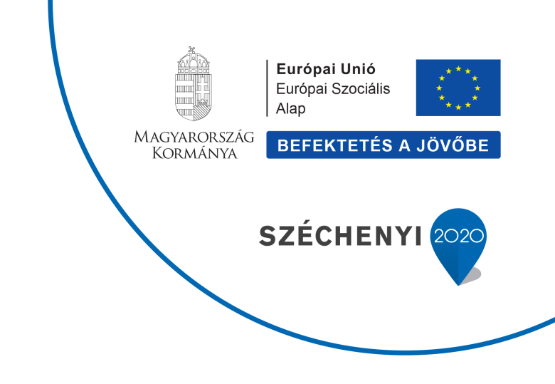 Európai Unió
Európai Szociális
Alap
MAGYARORSZÁG
KORMÁNYA
BEFEKTETÉS A JÖVŐBE
SZÉCHENYI 2020